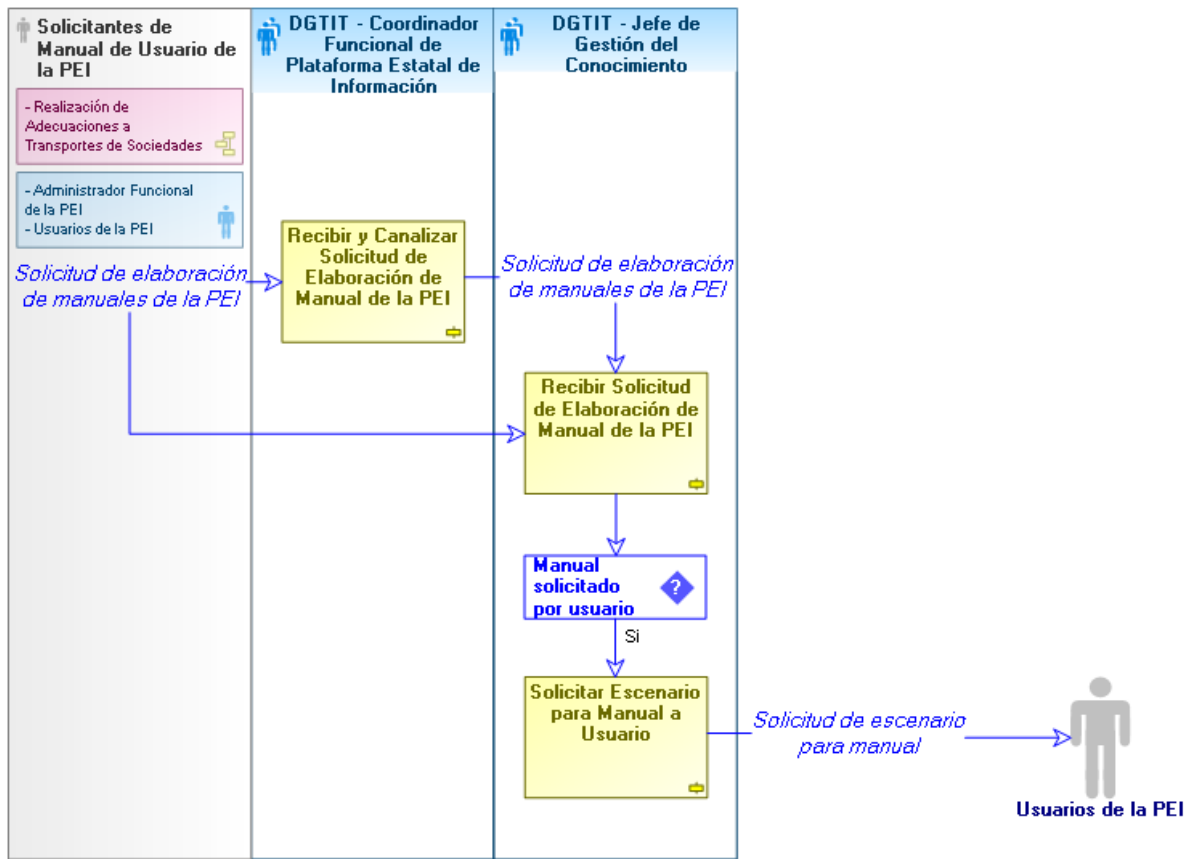 Solicitantes de
Manual de Usuario de
la PEI
DGTIT - Coordinador
Funcional de
Plataforma Estatal de
Información
DGTIT - Jefe de
Gestión del
Conocimiento
- Realización de
Adecuaciones a
Transportes de Sociedades
- Administrador Funcional
de la PEI
- Usuarios de la PEI
Solicitud de elaboración
de manuales de la PEI
Recibir y Canalizar
Solicitud de
Elaboración de
Manual de la PEI
Solicitud de elaboración
de manuales de la PEI
Recibir Solicitud
de Elaboración de
Manual de la PEI
Manual
solicitado
por usuario
?
Si
Solicitar Escenario
para Manual a
Usuario
Solicitud de escenario
para manual
Usuarios de la PEI